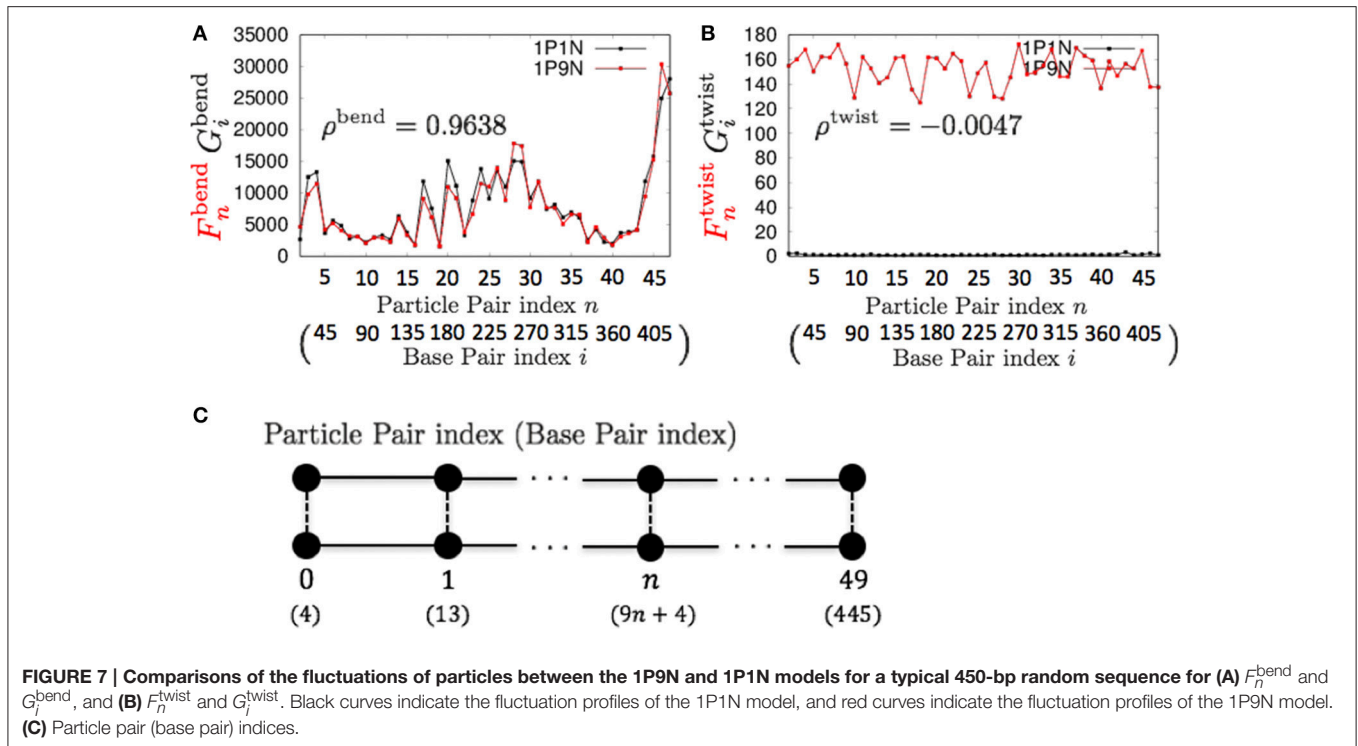 A
35000
30000
25000
20000
15000
10000
5000
0
1P1N
1P9N
ρ^bend = 0.9638
F_n^bend G_i^bend
5 10 15 20 25 30 35 40 45
Particle Pair index n
( 45 90 135 180 225 270 315 360 405 )
Base Pair index i
B
180
160
140
120
100
80
60
40
20
0
1P1N
1P9N
ρ^twist = −0.0047
F_n^twist G_i^twist
5 10 15 20 25 30 35 40 45
Particle Pair index n
( 45 90 135 180 225 270 315 360 405 )
Base Pair index i
C
Particle Pair index (Base Pair index)
... ...
... ...
0 1 n 49
(4) (13) (9n + 4) (445)
FIGURE 7 | Comparisons of the fluctuations of particles between the 1P9N and 1P1N models for a typical 450-bp random sequence for (A) F_n^bend and
G_i^bend, and (B) F_n^twist and G_i^twist. Black curves indicate the fluctuation profiles of the 1P1N model, and red curves indicate the fluctuation profiles of the 1P9N model.
(C) Particle pair (base pair) indices.